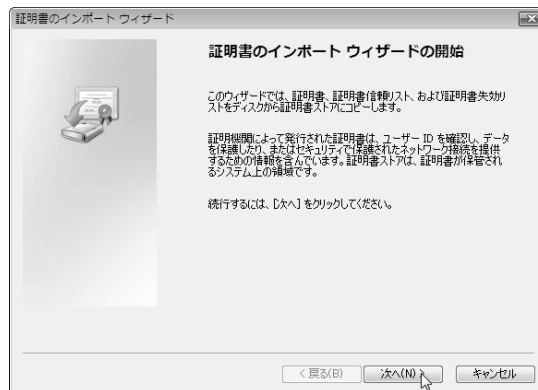 証明書のインポート ウィザード
証明書のインポート ウィザードの開始
このウィザードでは、証明書、証明書信頼リスト、および証明書失効リ
ストをディスクから証明書ストアにコピーします。
証明機関によって発行された証明書は、ユーザー ID を確認し、データ
を保護したり、またはセキュリティで保護されたネットワーク接続を提供
するための情報を含んでいます。証明書ストアは、証明書が保管され
るシステム上の領域です。
続行するには、[次へ] をクリックしてください。
< 戻る(B)
次へ(N) >
キャンセル